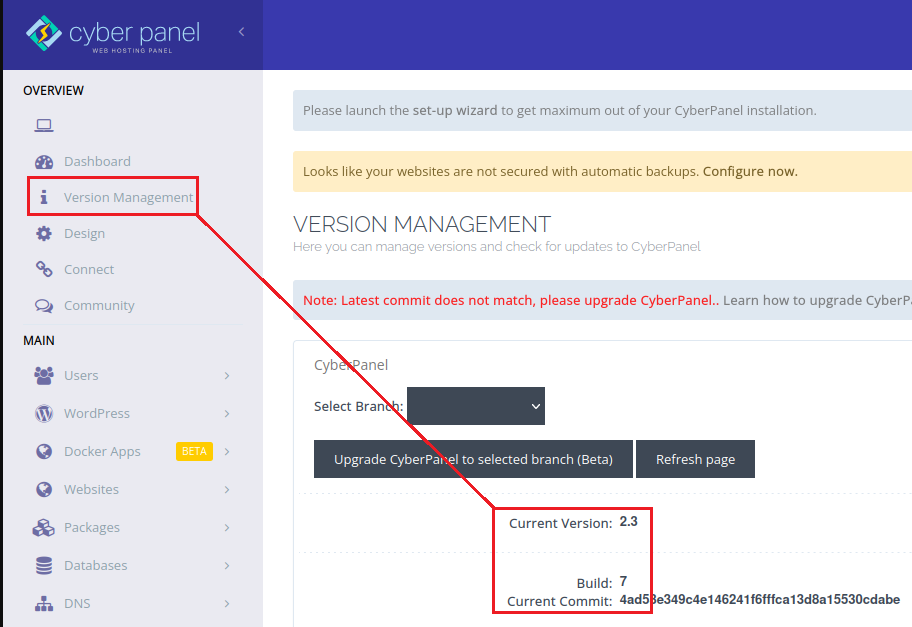 cyber panel
WEB HOSTING PANEL
OVERVIEW
Dashboard
Version Management
Design
Connect
Community
MAIN
Users
WordPress
Docker Apps BETA
Websites
Packages
Databases
DNS
Please launch the set-up wizard to get maximum out of your CyberPanel installation.
Looks like your websites are not secured with automatic backups. Configure now.
VERSION MANAGEMENT
Here you can manage versions and check for updates to CyberPanel
Note: Latest commit does not match, please upgrade CyberPanel.. Learn how to upgrade CyberP
CyberPanel
Select Branch:
Upgrade CyberPanel to selected branch (Beta) Refresh page
Current Version: 2.3
Build: 7
Current Commit: